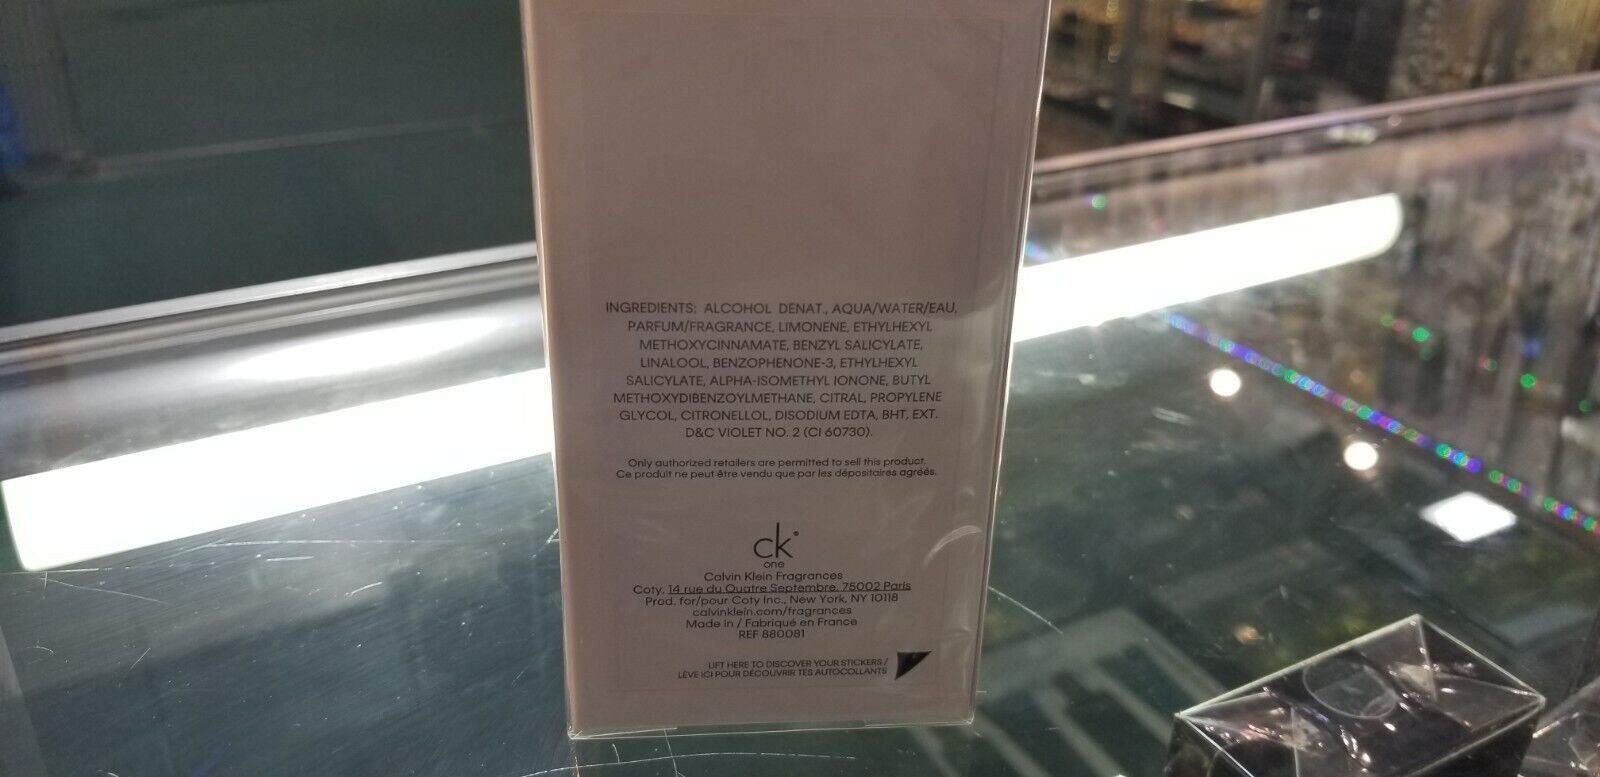 INGREDIENTS: ALCOHOL DENAT., AQUA/WATER/EAU,
PARFUM/FRAGRANCE, LIMONENE, ETHYLHEXYL
METHOXYCINNAMATE, BENZYL SALICYLATE,
LINALOOL, BENZOPHENONE-3, ETHYLHEXYL
SALICYLATE, ALPHA-ISOMETHYL IONONE, BUTYL
METHOXYDIBENZOYLMETHANE, CITRAL, PROPYLENE
GLYCOL, CITRONELLOL, DISODIUM EDTA, BHT, EXT.
D&C VIOLET NO. 2 (CI 60730).
Only authorized retailers are permitted to sell this product.
Ce produit ne peut être vendu que par les dépositaires agréés.
ck®
one
Calvin Klein Fragrances
Coty, 14 rue du Quatre Septembre, 75002 Paris
Prod. for/pour Coty Inc., New York, NY 10118
calvinklein.com/fragrances
Made in / Fabriqué en France
REF 880081
LIFT HERE TO DISCOVER YOUR STICKERS /
LÈVE ICI POUR DÉCOUVRIR TES AUTOCOLLANTS